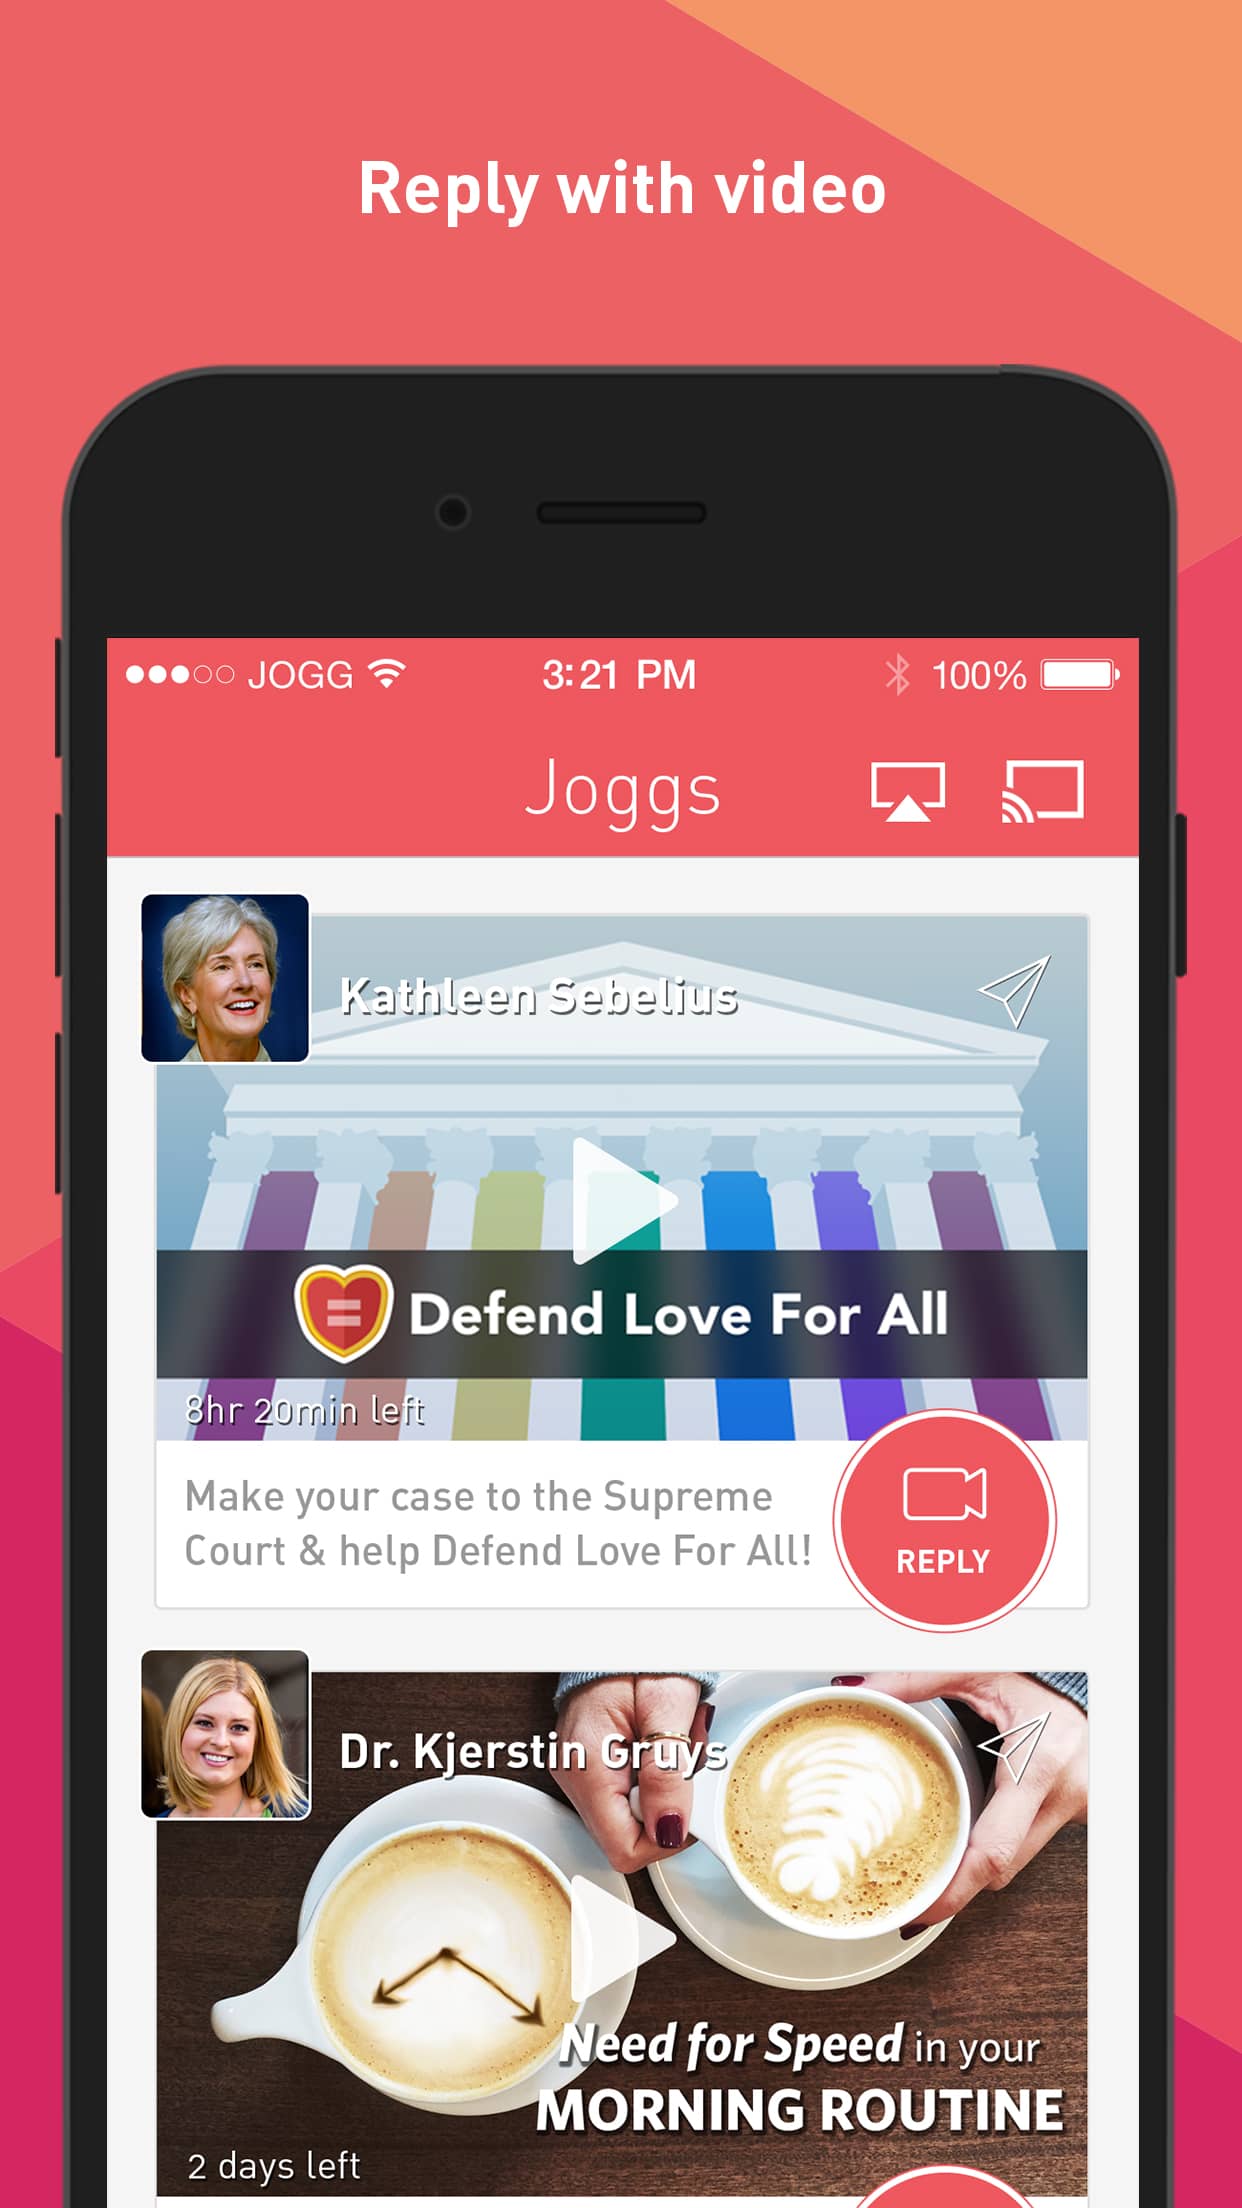 Reply with video
JOGG
3:21 PM
100%
Joggs
Kathleen Sebelius
Defend Love For All
8hr 20min left
Make your case to the Supreme
Court & help Defend Love For All!
REPLY
Dr. Kjerstin Gruys
Need for Speed in your
MORNING ROUTINE
2 days left